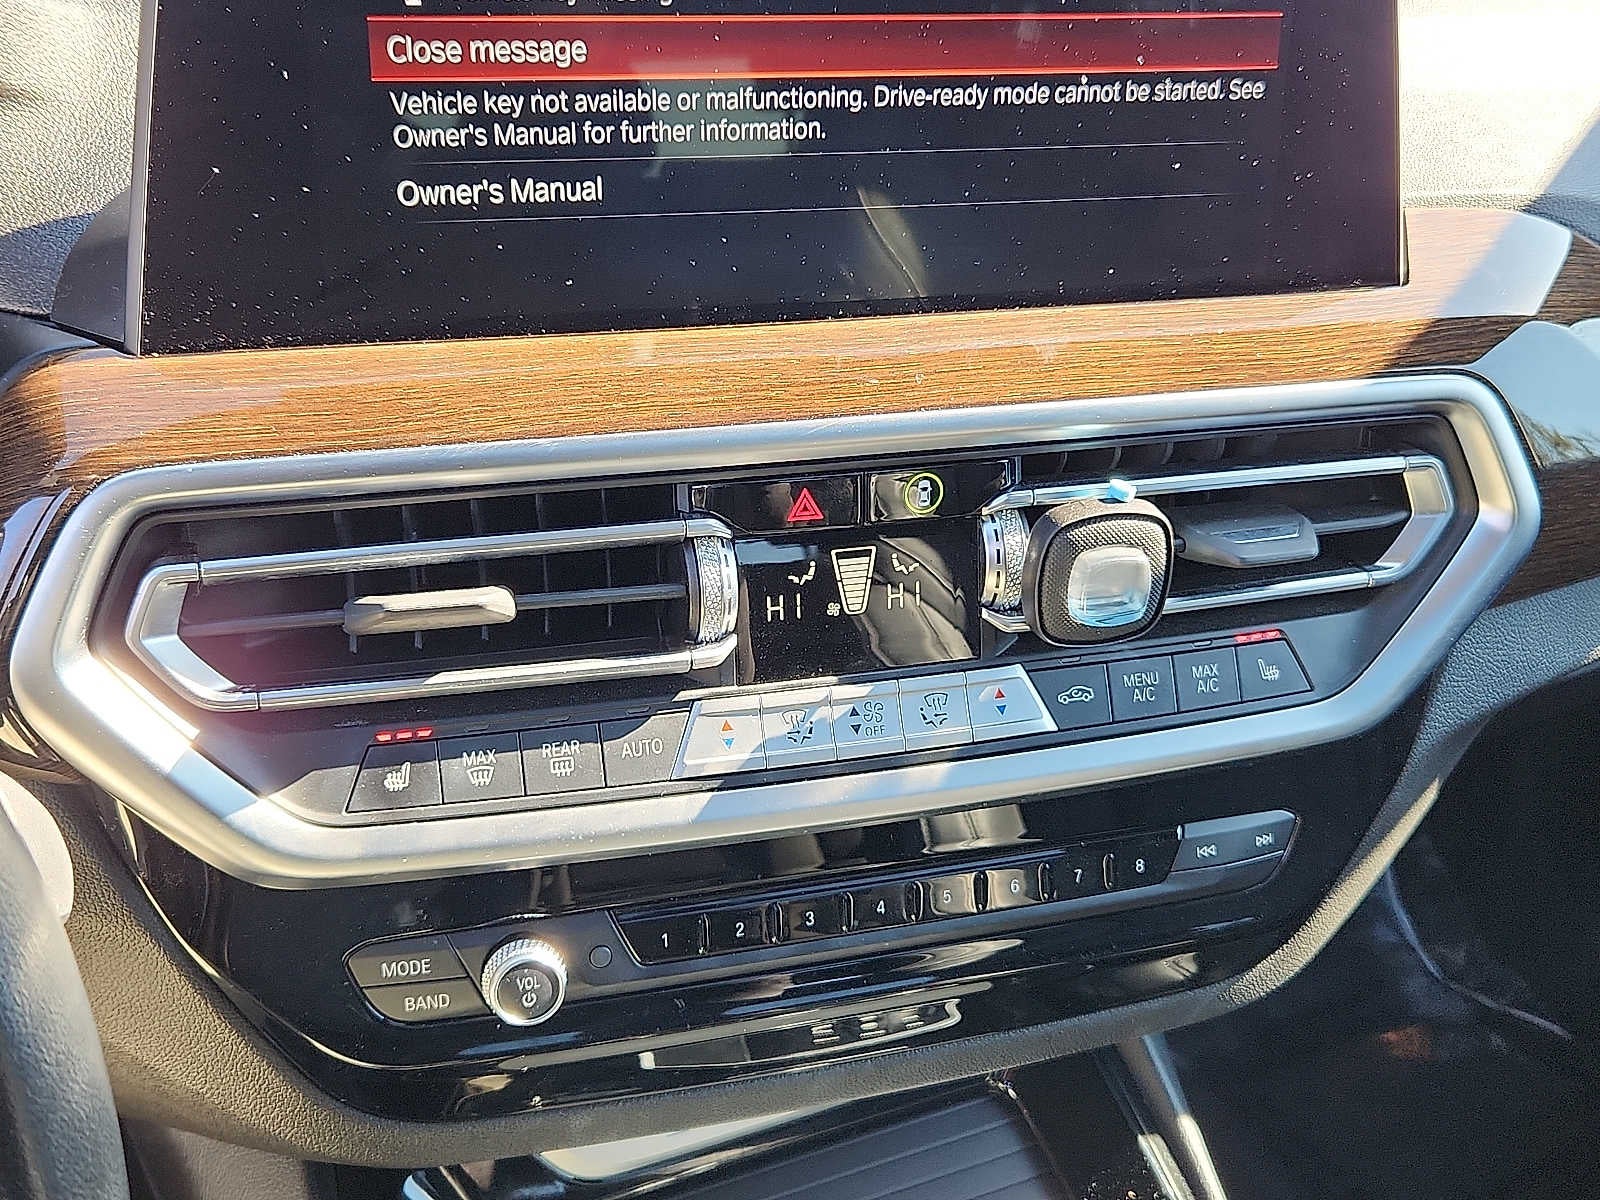 Close message
Vehicle key not available or malfunctioning. Drive-ready mode cannot be started. See
Owner's Manual for further information.
Owner's Manual
HI HI
MENU
A/C
MAX
A/C
MAX
REAR
AUTO
OFF
MODE
BAND
VOL
1 2 3 4 5 6 7 8